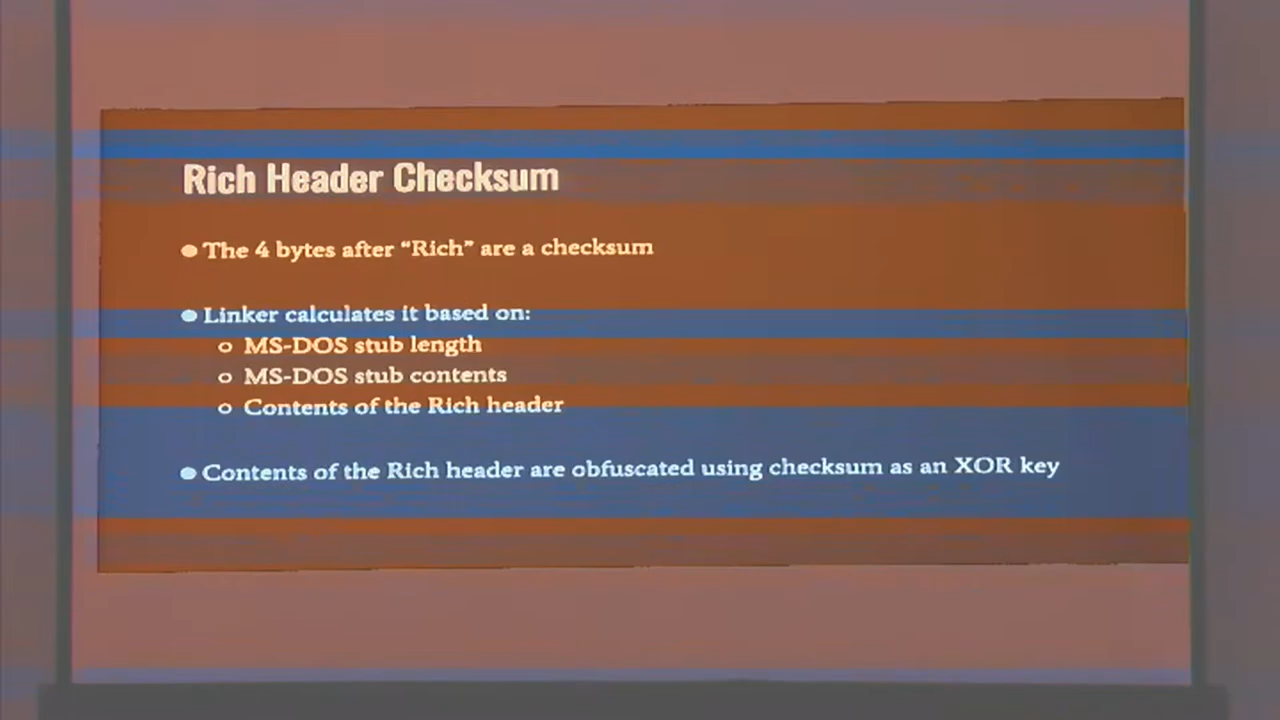 Rich Header Checksum
● The 4 bytes after “Rich” are a checksum
● Linker calculates it based on:
○ MS-DOS stub length
○ MS-DOS stub contents
○ Contents of the Rich header
● Contents of the Rich header are obfuscated using checksum as an XOR key